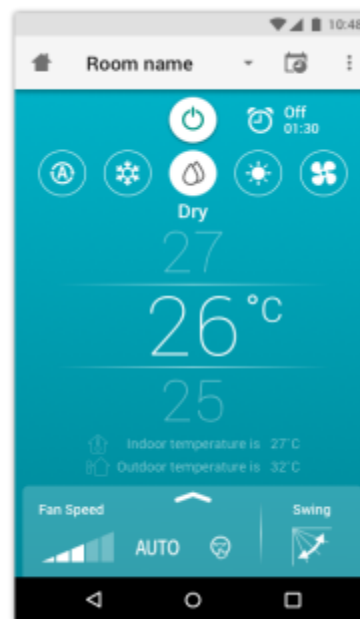 10:48
Room name
Off
01:30
A
Dry
27
26°C
25
Indoor temperature is 27°C
Outdoor temperature is 32°C
Fan Speed
Swing
AUTO